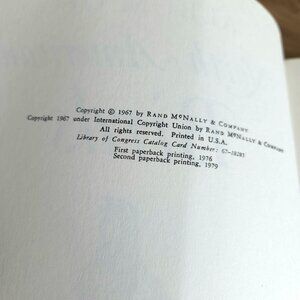 Copyright © 1967 by Rand McNally & Company
Copyright 1967 under International Copyright Union by Rand McNally & Company
All rights reserved. Printed in U.S.A.
Library of Congress Catalog Card Number: 67-18285
First paperback printing, 1976
Second paperback printing, 1979